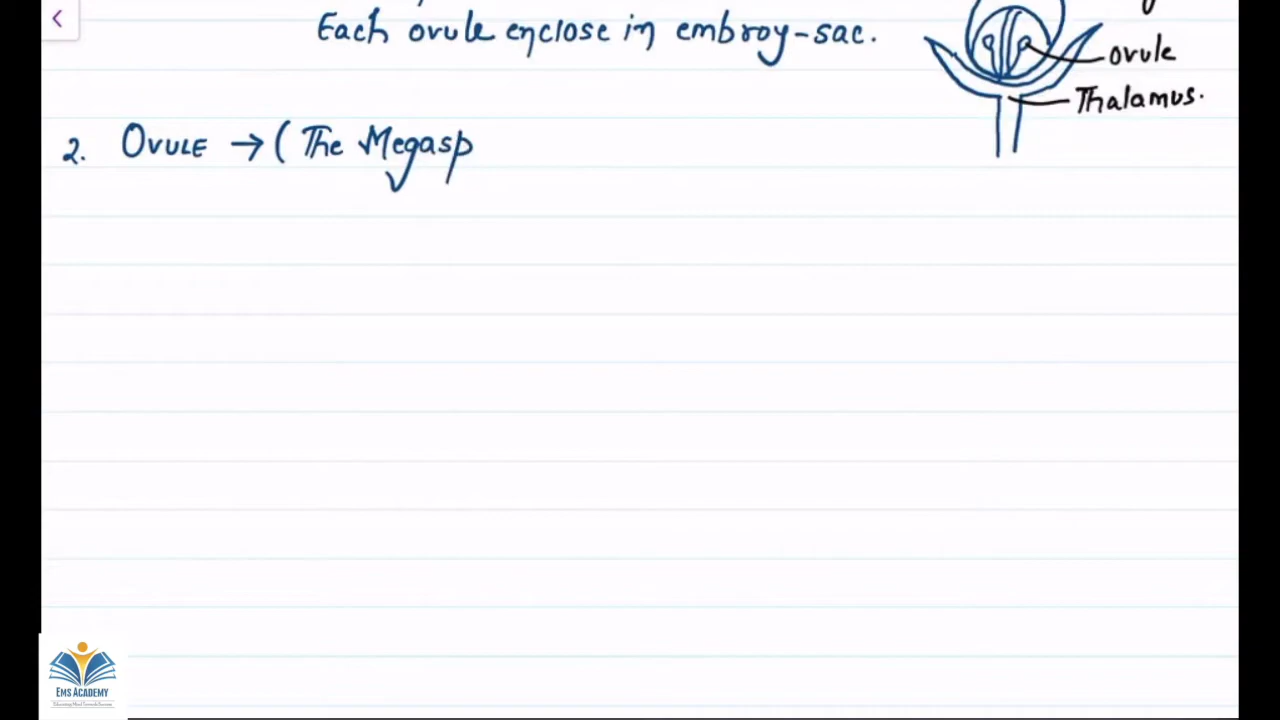 Each ovule enclose in embroy-sac.
ovule
Thalamus.
2. OVULE → ( The Megasp
EMS ACADEMY